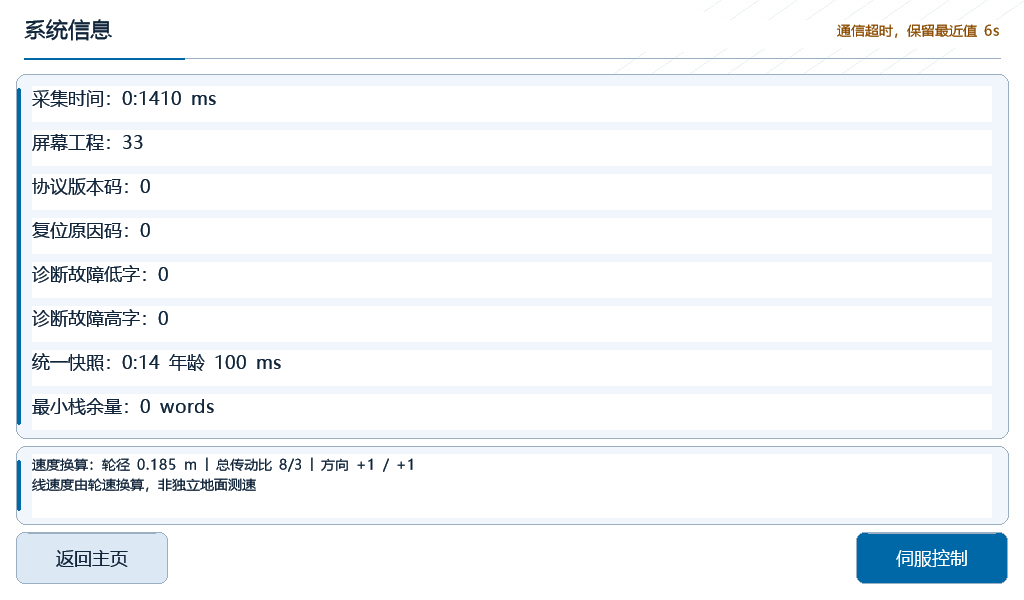 系统信息
通信超时，保留最近值 6s
采集时间：0:1410 ms
屏幕工程：33
协议版本码：0
复位原因码：0
诊断故障低字：0
诊断故障高字：0
统一快照：0:14 年龄 100 ms
最小栈余量：0 words
速度换算：轮径 0.185 m | 总传动比 8/3 | 方向 +1 / +1
线速度由轮速换算，非独立地面测速
返回主页
伺服控制